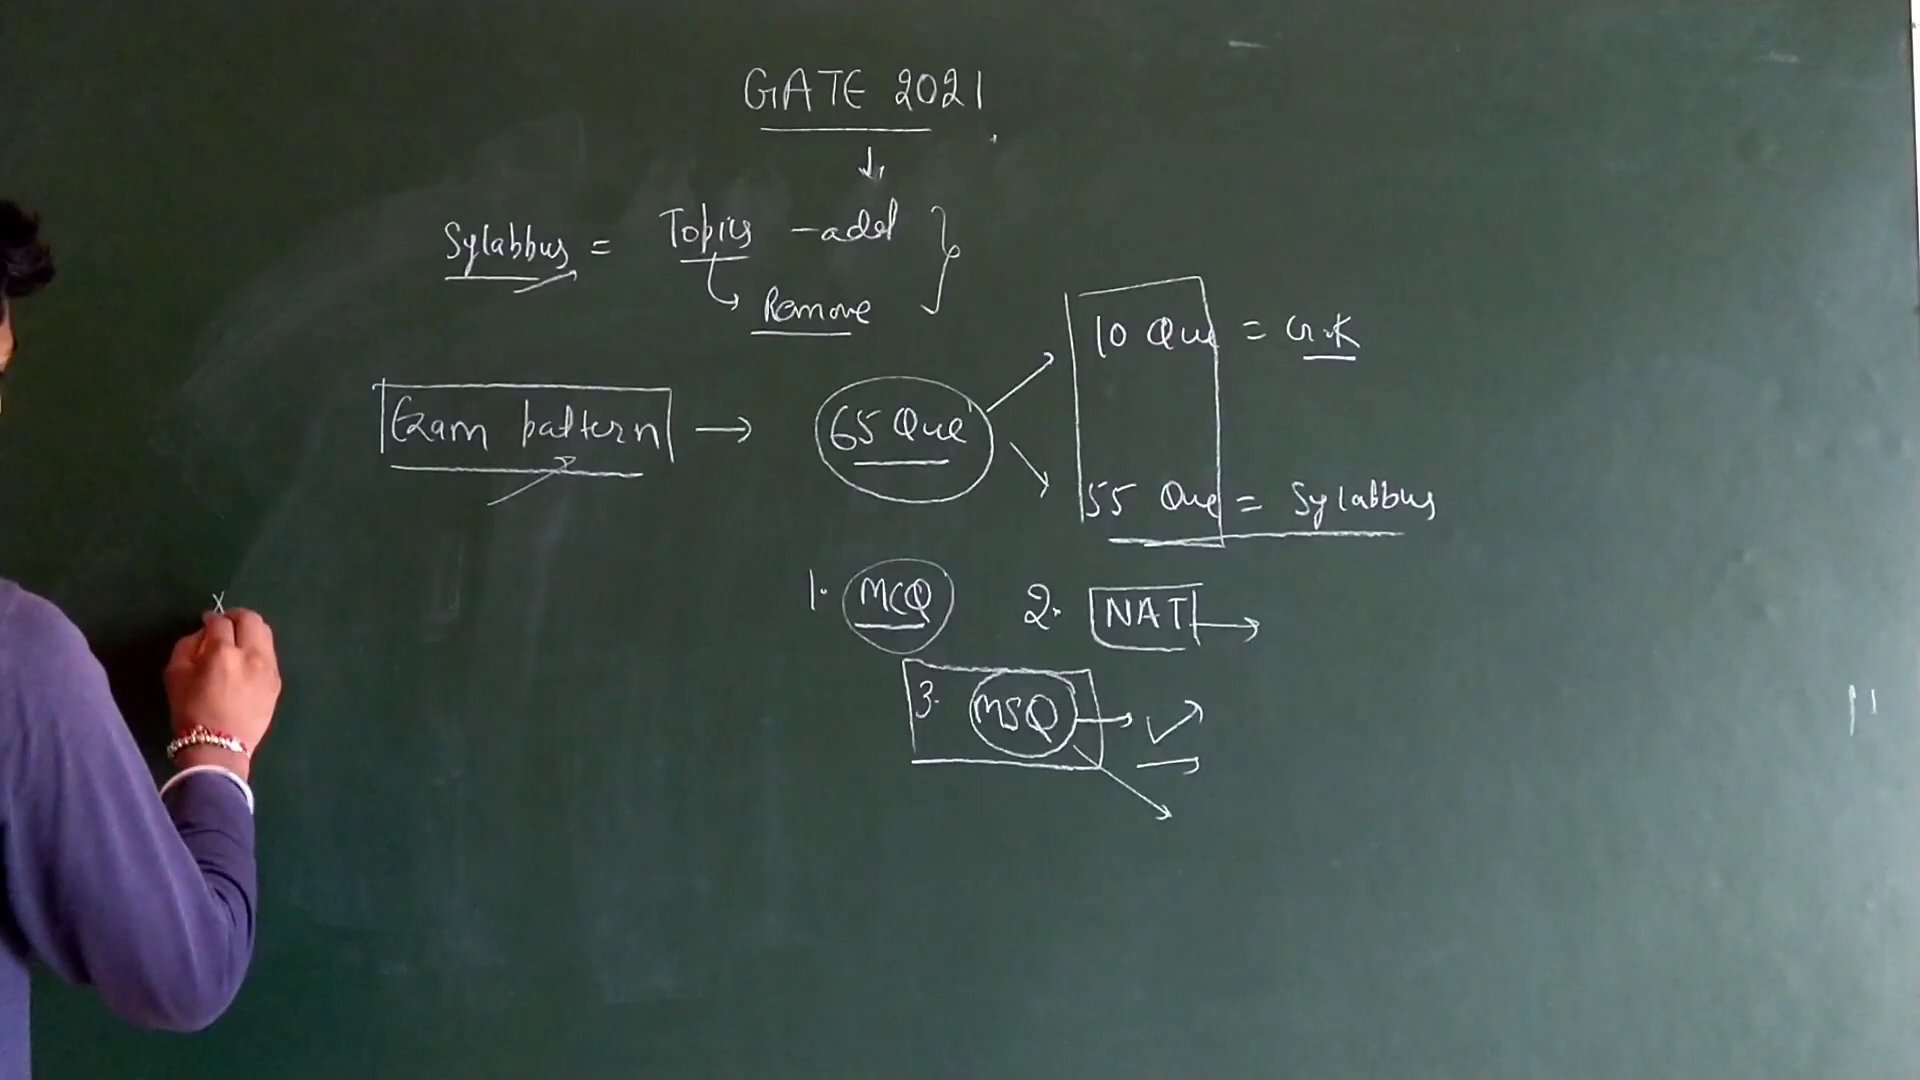 GATE 2021
Sylabbus = Topics - add
Remove
Exam pattern → 65 Que
10 Que = G.K
55 Que = Sylabbus
1. MCQ 2. NAT →
3. MSQ → ✓
x